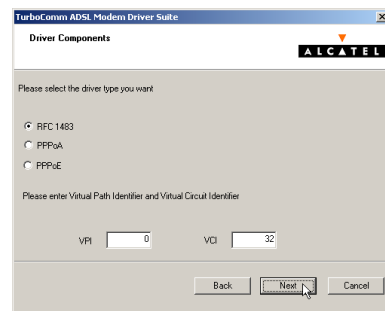 TurboComm ADSL Modem Driver Suite
Driver Components
ALCATEL
Please select the driver type you want
RFC 1483
PPPoA
PPPoE
Please enter Virtual Path Identifier and Virtual Circuit Identifier
VPI 0 VCI 32
Back Next Cancel